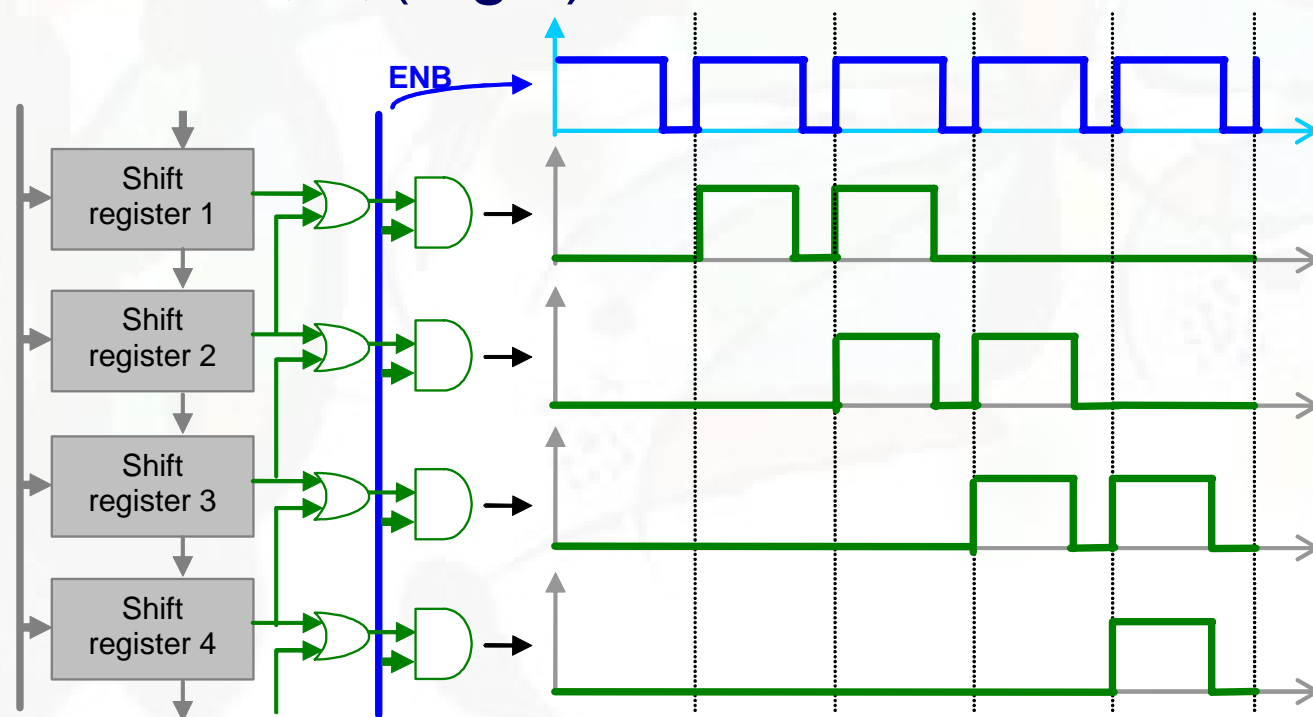 ENB
Shift
register 1
Shift
register 2
Shift
register 3
Shift
register 4